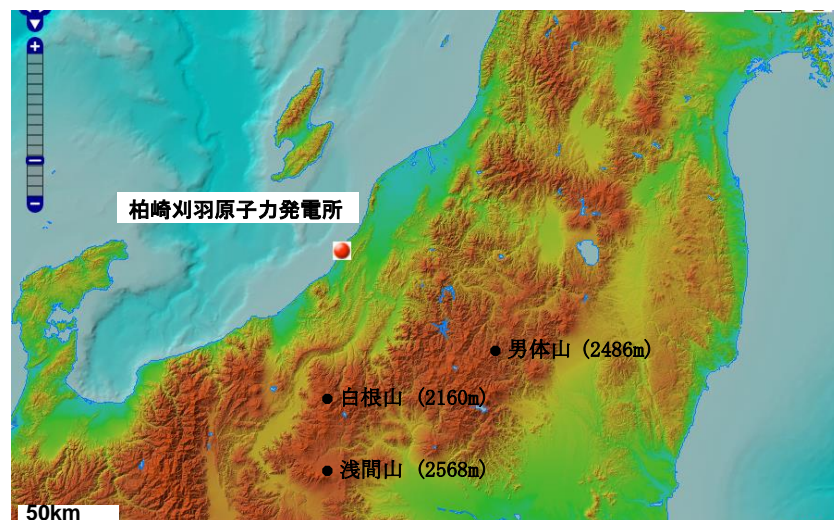 柏崎刈羽原子力発電所
男体山 (2486m)
白根山 (2160m)
浅間山 (2568m)
50km